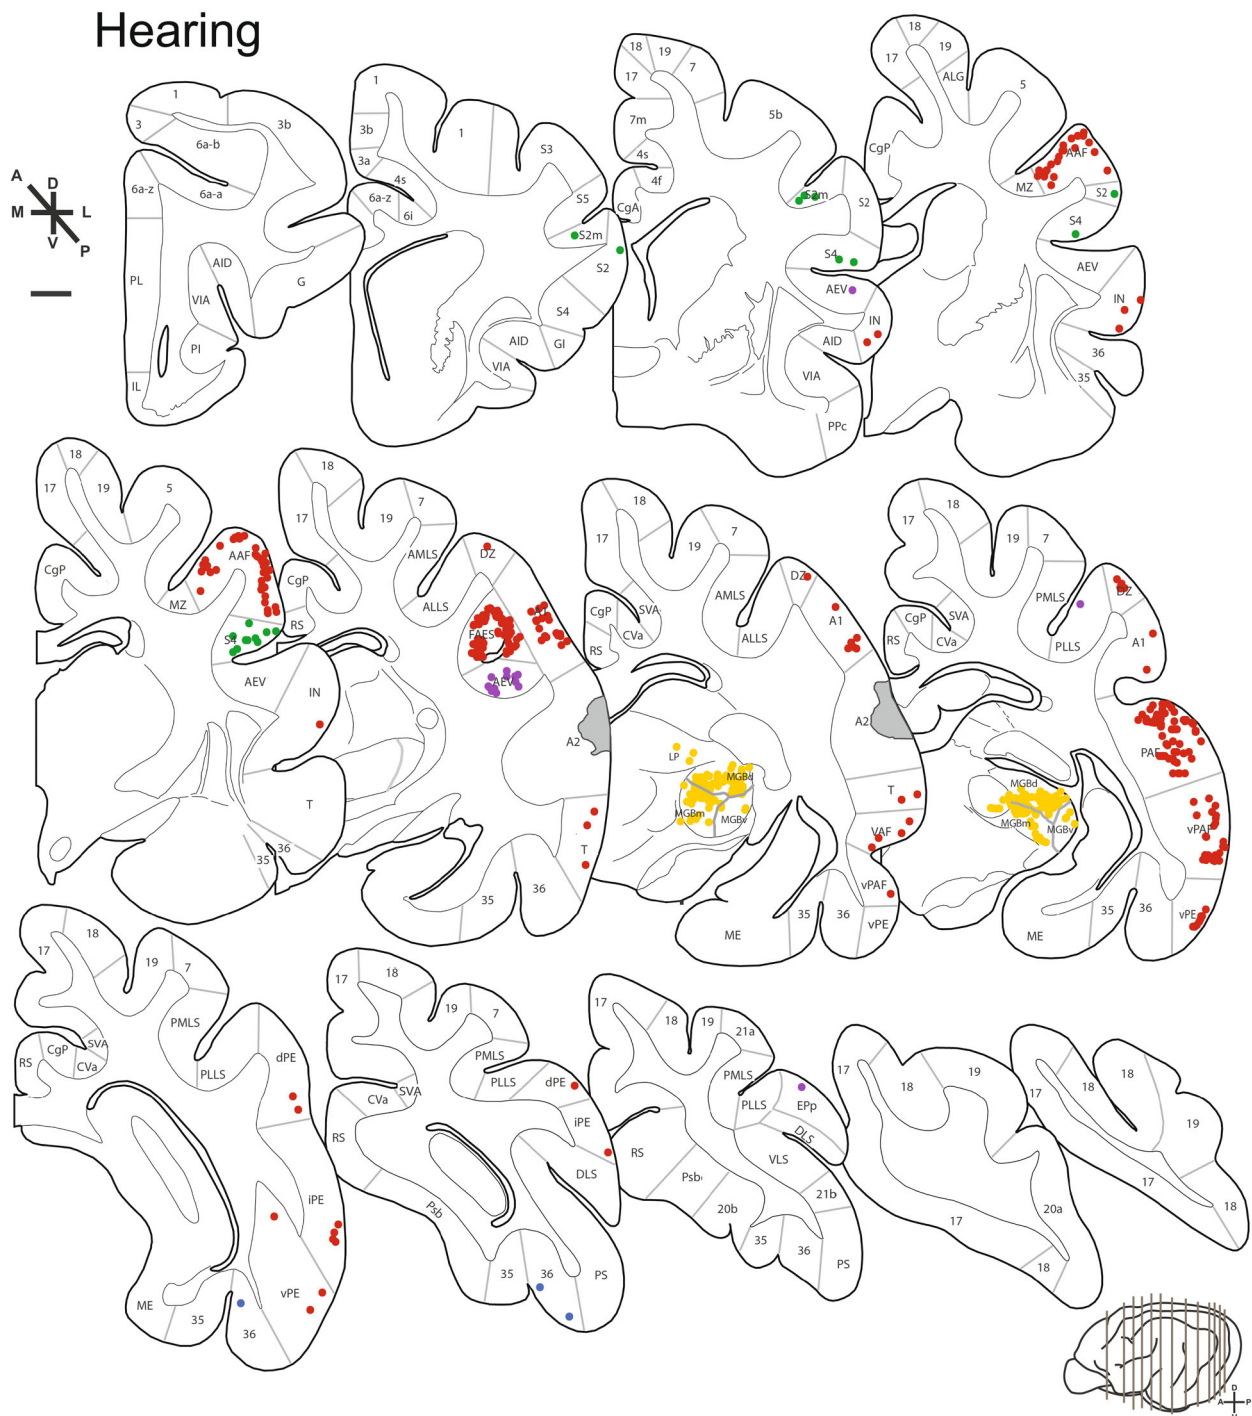 Hearing
A
D
M
L
V
P
1
3
3b
6a-b
6a-z
6a-a
PL
AID
VIA
G
PI
IL
1
3b
1
3a
4s
6a-z
6i
S3
S5
S2m
S2
S4
AID
GI
VIA
18
19
7
17
7m
5b
4s
4f
CgA
S2m
S2
S4
AEV
IN
AID
VIA
PPc
18
17
19
ALG
5
CgP
AAF
MZ
S2
S4
AEV
IN
36
35
18
17
19
5
CgP
AAF
MZ
S4
AEV
IN
T
36
35
18
17
19
7
AMLS
CgP
ALLS
RS
DZ
A1
FAES
AEV
A2
T
36
35
18
17
19
7
AMLS
SVA
CgP
CVa
RS
ALLS
DZ
A1
A2
LP
MGBd
MGBm
MGBv
T
VAF
vPAF
vPE
35
36
ME
18
17
19
7
PMLS
SVA
CgP
CVa
RS
PLLS
DZ
A1
PAF
MGBd
MGBm
MGBv
vPAF
vPE
35
36
ME
17
18
19
7
PMLS
SVA
CgP
CVa
RS
PLLS
dPE
iPE
vPE
ME
35
36
17
18
19
7
PMLS
PLLS
dPE
SVA
CVa
iPE
RS
DLS
Psb
35
36
PS
17
18
19
21a
PMLS
PLLS
EPp
DLS
RS
VLS
Psb
21b
20b
35
36
PS
17
18
19
20a
17
18
17
18
18
19
17
18
D
A
P